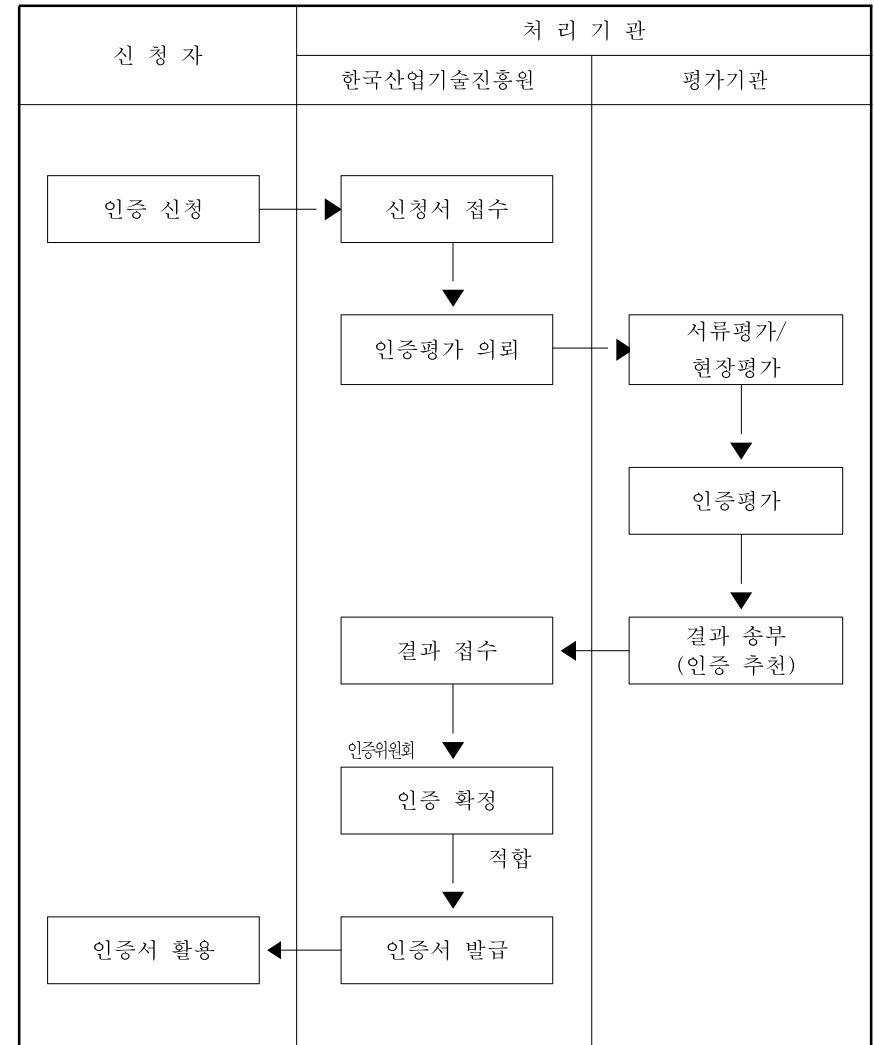 신 청 자
처 리 기 관
한국산업기술진흥원
평가기관
인증 신청
신청서 접수
인증평가 의뢰
서류평가/
현장평가
인증평가
결과 송부
(인증 추천)
결과 접수
인증위원회
인증 확정
적합
인증서 발급
인증서 활용